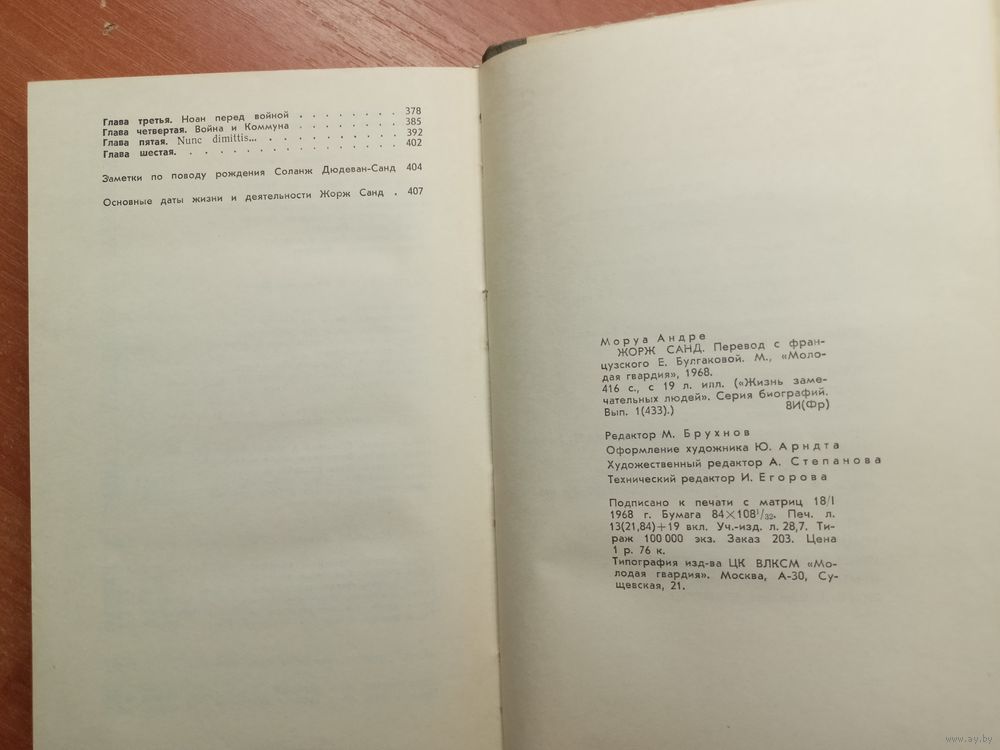 Глава третья. Ноан перед войной . . . . . . . . 378
Глава четвертая. Война и Коммуна . . . . . . . . 385
Глава пятая. Nunc dimittis... . . . . . . . . . . 392
Глава шестая. . . . . . . . . . . . . . . . . 402
Заметки по поводу рождения Соланж Дюдеван-Санд 404
Основные даты жизни и деятельности Жорж Санд . 407
Моруа Андре
ЖОРЖ САНД. Перевод с фран-
цузского Е. Булгаковой. М., «Моло-
дая гвардия», 1968.
416 с., с 19 л. илл. («Жизнь заме-
чательных людей». Серия биографий.
Вып. 1(433).) 8И(Фр)
Редактор М. Брухнов
Оформление художника Ю. Арндта
Художественный редактор А. Степанова
Технический редактор И. Егорова
Подписано к печати с матриц 18/I
1968 г. Бумага 84×108¹/₃₂. Печ. л.
13(21,84)+19 вкл. Уч.-изд. л. 28,7. Ти-
раж 100 000 экз. Заказ 203. Цена
1 р. 76 к.
Типография изд-ва ЦК ВЛКСМ «Мо-
лодая гвардия». Москва, А-30, Су-
щевская, 21.
www.ay.by